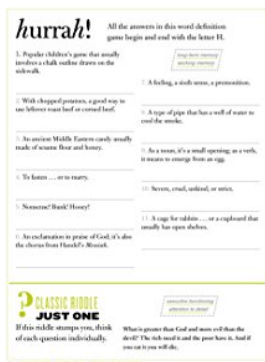 hurrah!
All the answers in this word definition
game begin and end with the letter H.
1. Popular children's game that usually
involves a chalk outline drawn on the
sidewalk.
long-term memory
working memory
2. With chopped potatoes, a good way to
use leftover roast beef or corned beef.
3. An ancient Middle Eastern candy usually
made of sesame flour and honey.
4. To fasten . . . or to marry.
5. Nonsense! Bunk! Hooey!
6. An exclamation in praise of God; it's also
the chorus from Handel's Messiah.
7. A feeling, a sixth sense, a premonition.
8. A type of pipe that has a well of water to
cool the smoke.
9. As a noun, it's a small opening; as a verb,
it means to emerge from an egg.
10. Severe, cruel, unkind, or strict.
11. A cage for rabbits . . . or a cupboard that
usually has open shelves.
? CLASSIC RIDDLE
JUST ONE
If this riddle stumps you, think
of each question individually.
executive functioning
attention to detail
What is greater than God and more evil than the
devil? The rich need it and the poor have it. And if
you eat it you will die.